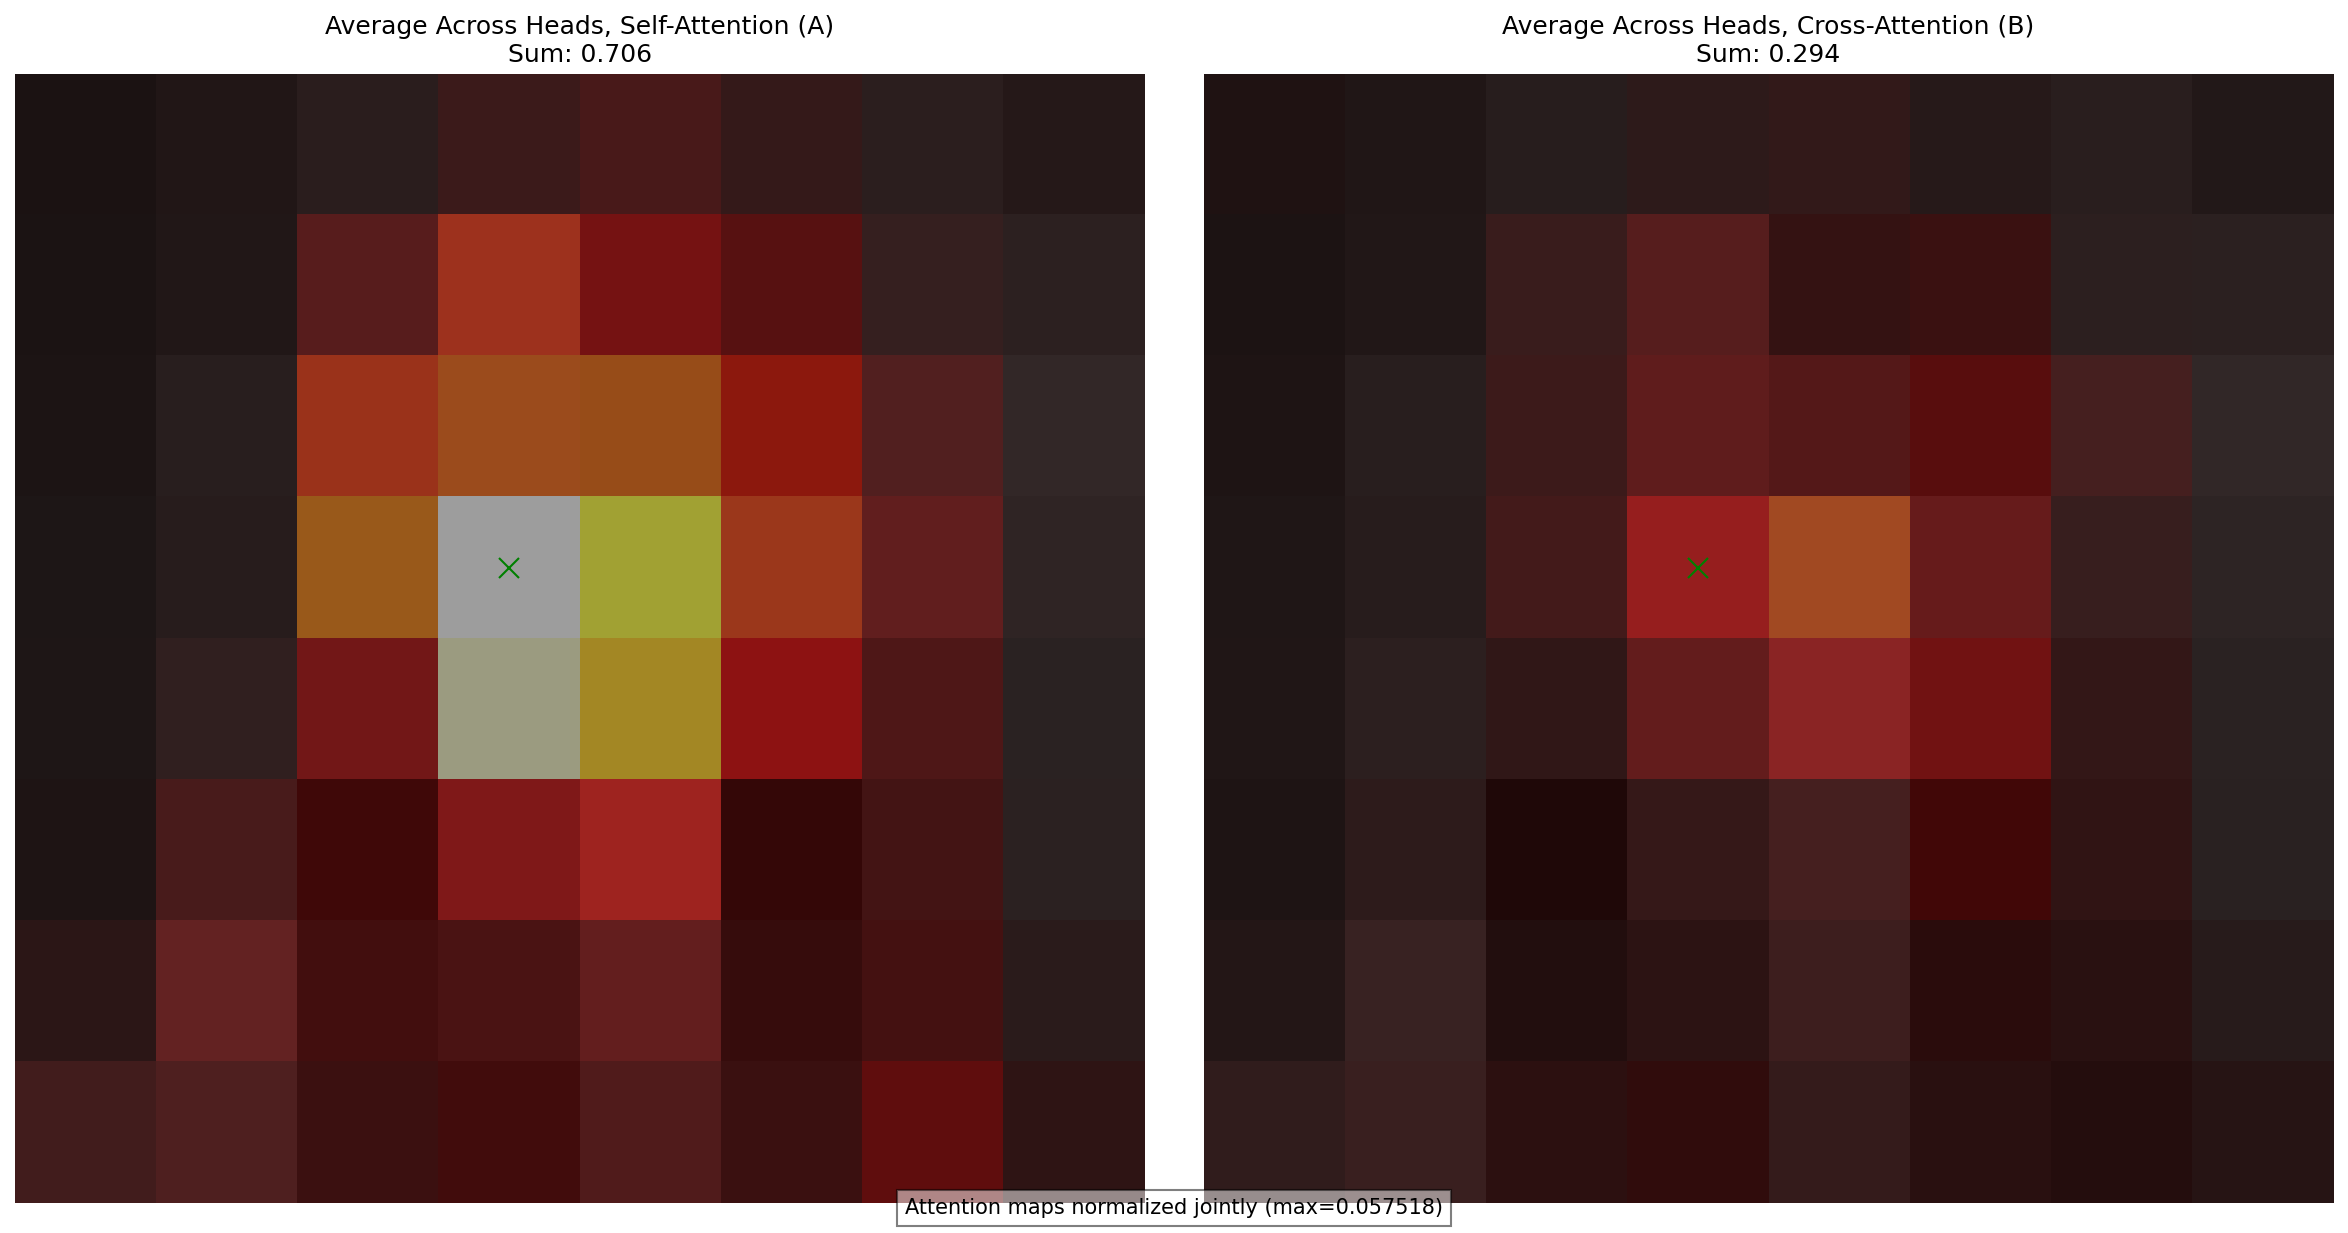 Average Across Heads, Self-Attention (A)
Sum: 0.706
Average Across Heads, Cross-Attention (B)
Sum: 0.294
Attention maps normalized jointly (max=0.057518)